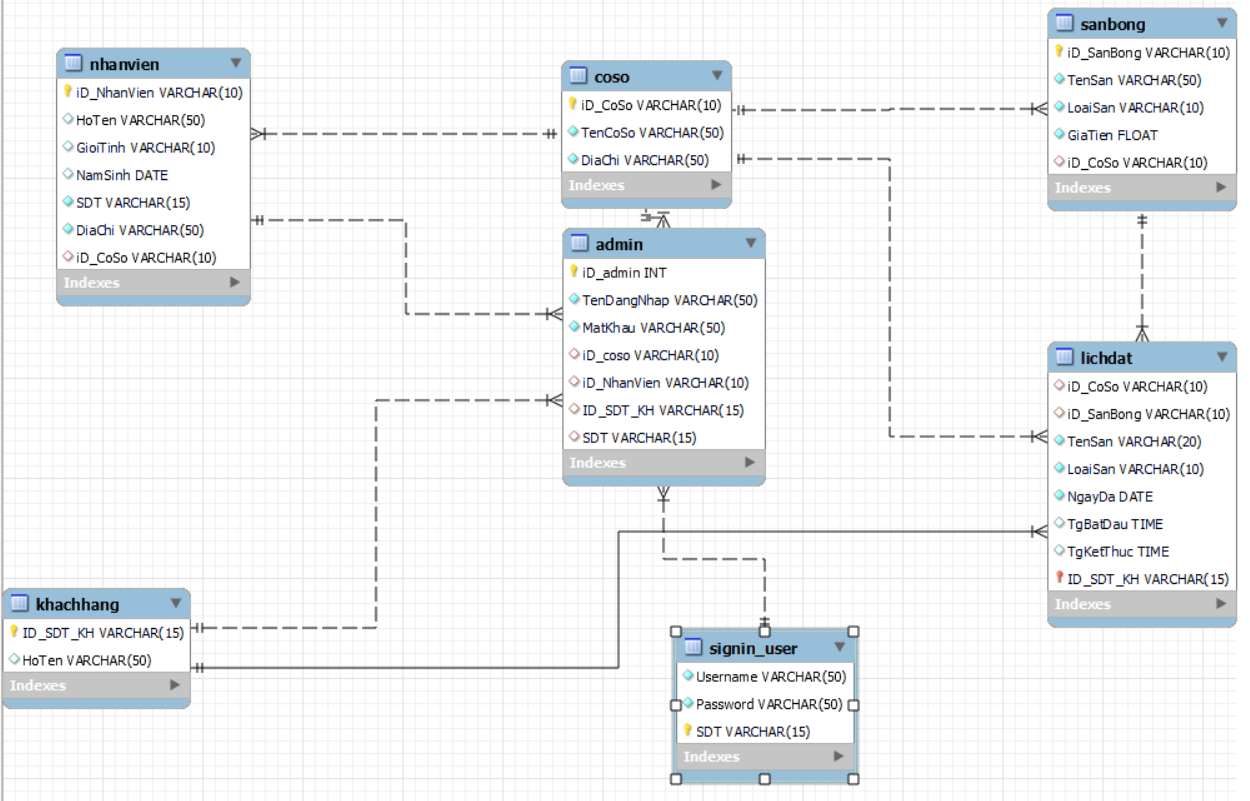 nhanvien
iD_NhanVien VARCHAR(10)
HoTen VARCHAR(50)
GioiTinh VARCHAR(10)
NamSinh DATE
SDT VARCHAR(15)
DiaChi VARCHAR(50)
iD_CoSo VARCHAR(10)
Indexes
coso
iD_CoSo VARCHAR(10)
TenCoSo VARCHAR(50)
DiaChi VARCHAR(50)
Indexes
sanbong
iD_SanBong VARCHAR(10)
TenSan VARCHAR(50)
LoaiSan VARCHAR(10)
GiaTien FLOAT
iD_CoSo VARCHAR(10)
Indexes
admin
iD_admin INT
TenDangNhap VARCHAR(50)
MatKhau VARCHAR(50)
iD_coso VARCHAR(10)
iD_NhanVien VARCHAR(10)
ID_SDT_KH VARCHAR(15)
SDT VARCHAR(15)
Indexes
lichdat
iD_CoSo VARCHAR(10)
iD_SanBong VARCHAR(10)
TenSan VARCHAR(20)
LoaiSan VARCHAR(10)
NgayDa DATE
TgBatDau TIME
TgKetThuc TIME
ID_SDT_KH VARCHAR(15)
Indexes
khachhang
ID_SDT_KH VARCHAR(15)
HoTen VARCHAR(50)
Indexes
signin_user
Username VARCHAR(50)
Password VARCHAR(50)
SDT VARCHAR(15)
Indexes